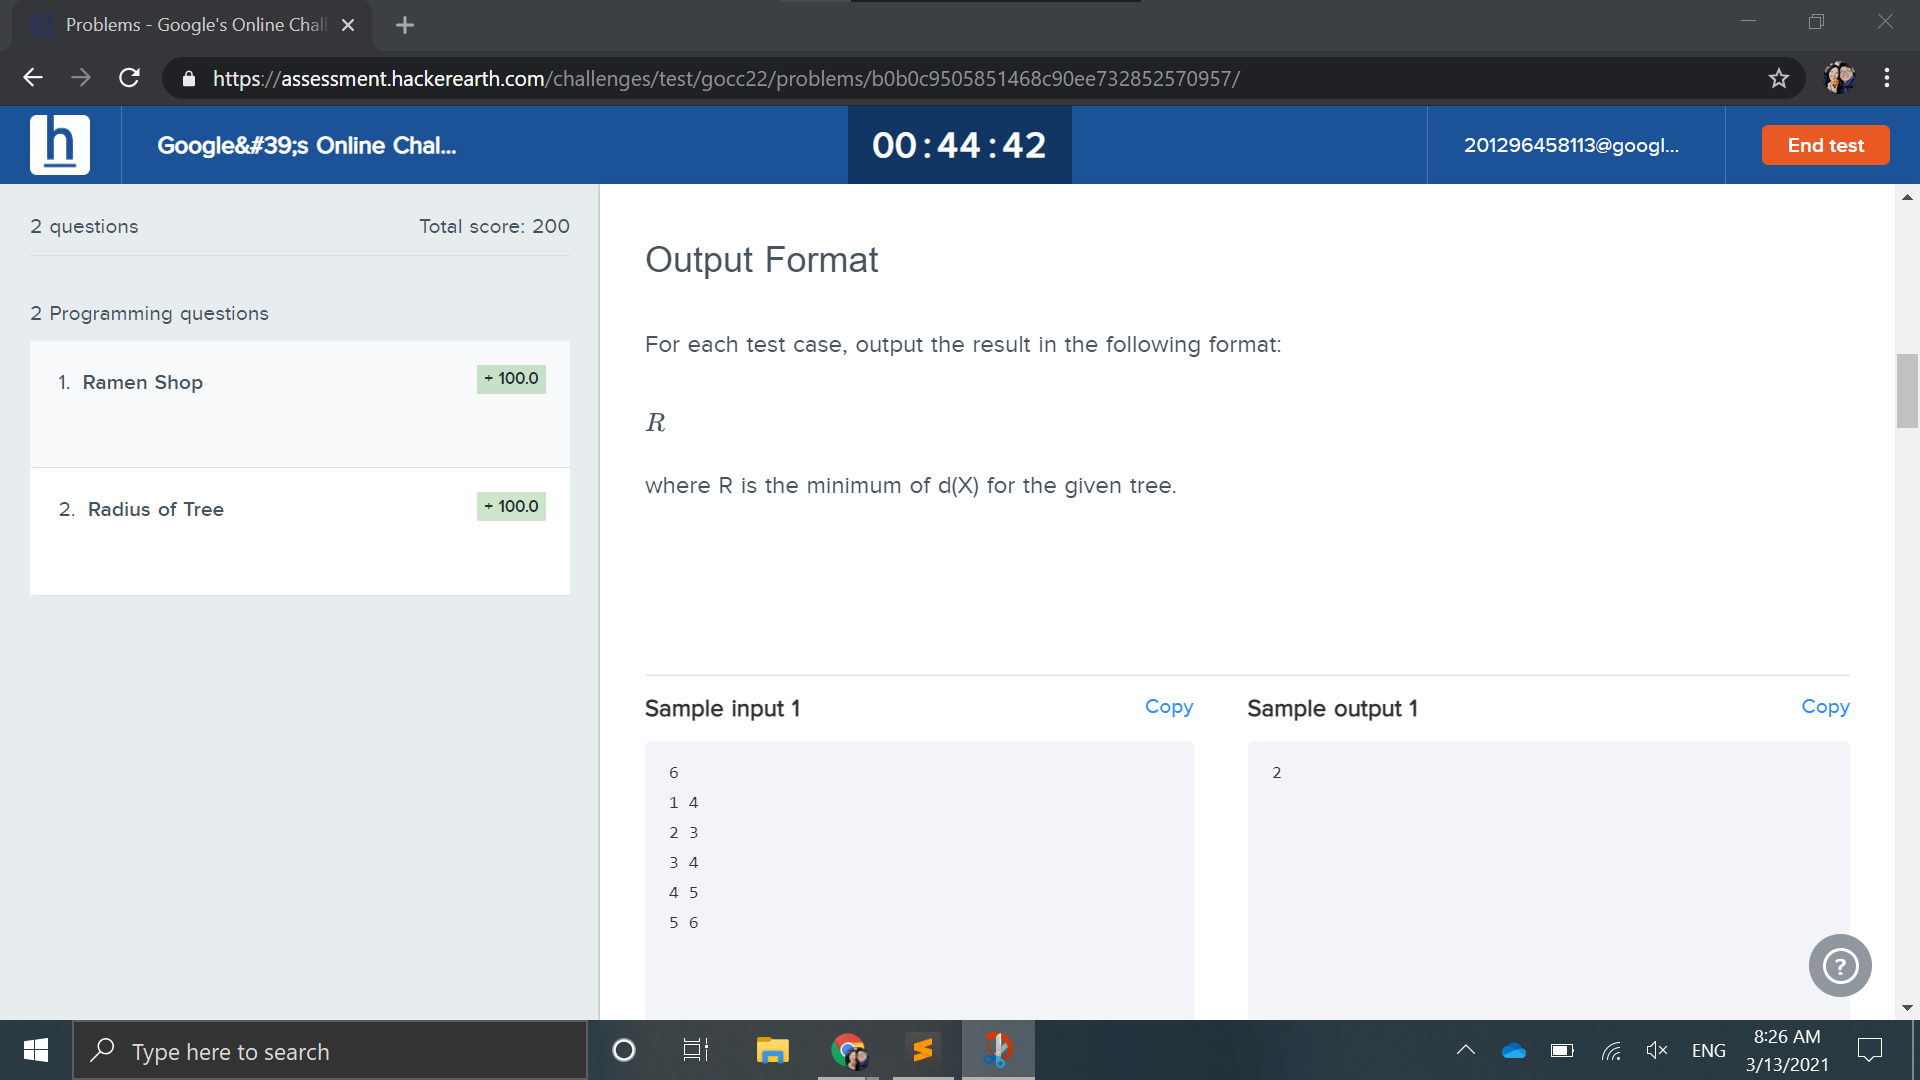 Problems - Google's Online Chall
https://assessment.hackerearth.com/challenges/test/gocc22/problems/b0b0c9505851468c90ee732852570957/
h
Google&#39;s Online Chal...
00:44:42
201296458113@googl...
End test
2 questions
Total score: 200
2 Programming questions
1. Ramen Shop
+ 100.0
2. Radius of Tree
+ 100.0
Output Format
For each test case, output the result in the following format:
R
where R is the minimum of d(X) for the given tree.
Sample input 1
Copy
6
1 4
2 3
3 4
4 5
5 6
Sample output 1
Copy
2
?
Type here to search
ENG
8:26 AM
3/13/2021